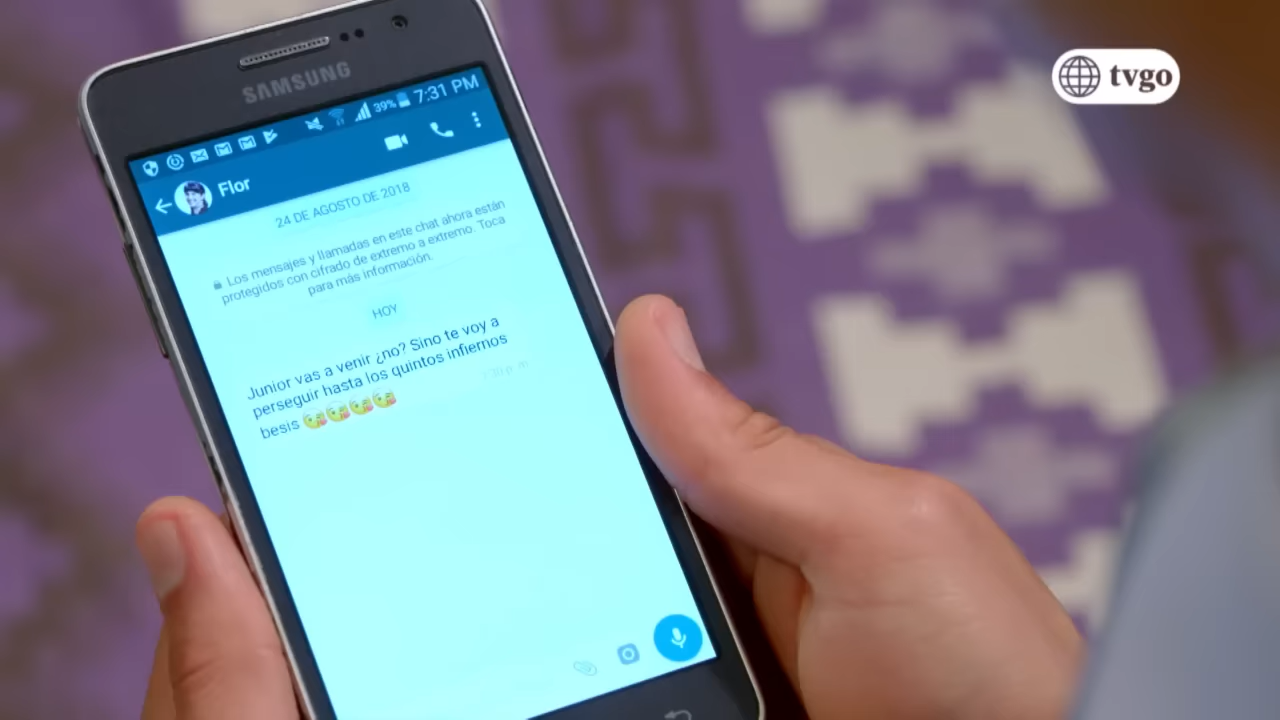 tvgo
SAMSUNG
39% 7:31 PM
Flor
24 DE AGOSTO DE 2018
Los mensajes y llamadas en este chat ahora están
protegidos con cifrado de extremo a extremo. Toca
para más información.
HOY
Junior vas a venir ¿no? Sino te voy a
perseguir hasta los quintos infiernos
besis 😘😘😘😘